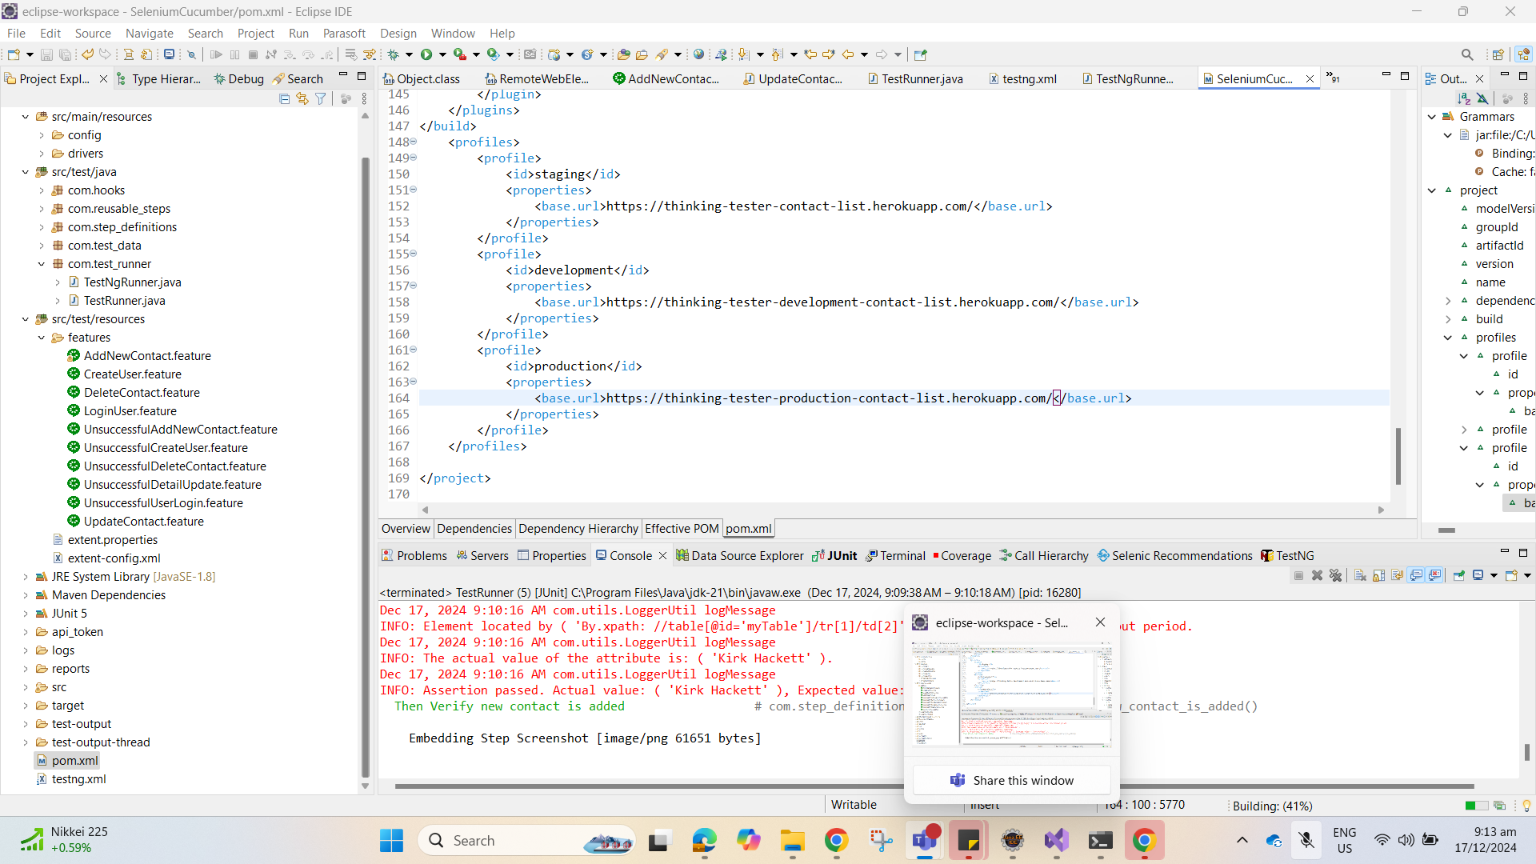 eclipse-workspace - SeleniumCucumber/pom.xml - Eclipse IDE
File Edit Source Navigate Search Project Run Parasoft Design Window Help
Project Expl... Type Hierar... Debug Search
Object.class RemoteWebEle... AddNewContac... UpdateContac... TestRunner.java testng.xml TestNgRunne... SeleniumCuc... »91
Out...
src/main/resources
config
drivers
src/test/java
com.hooks
com.reusable_steps
com.step_definitions
com.test_data
com.test_runner
TestNgRunner.java
TestRunner.java
src/test/resources
features
AddNewContact.feature
CreateUser.feature
DeleteContact.feature
LoginUser.feature
UnsuccessfulAddNewContact.feature
UnsuccessfulCreateUser.feature
UnsuccessfulDeleteContact.feature
UnsuccessfulDetailUpdate.feature
UnsuccessfulUserLogin.feature
UpdateContact.feature
extent.properties
extent-config.xml
JRE System Library [JavaSE-1.8]
Maven Dependencies
JUnit 5
api_token
logs
reports
src
target
test-output
test-output-thread
pom.xml
testng.xml
145 </plugin>
146 </plugins>
147 </build>
148 <profiles>
149 <profile>
150 <id>staging</id>
151 <properties>
152 <base.url>https://thinking-tester-contact-list.herokuapp.com/</base.url>
153 </properties>
154 </profile>
155 <profile>
156 <id>development</id>
157 <properties>
158 <base.url>https://thinking-tester-development-contact-list.herokuapp.com/</base.url>
159 </properties>
160 </profile>
161 <profile>
162 <id>production</id>
163 <properties>
164 <base.url>https://thinking-tester-production-contact-list.herokuapp.com/</base.url>
165 </properties>
166 </profile>
167 </profiles>
168
169 </project>
170
Grammars
jar:file:/C:/U
Binding:
Cache: fa
project
modelVersi
groupId
artifactId
version
name
dependenc
build
profiles
profile
id
prope
ba
profile
profile
id
prope
ba
Overview Dependencies Dependency Hierarchy Effective POM pom.xml
Problems Servers Properties Console Data Source Explorer JUnit Terminal Coverage Call Hierarchy Selenic Recommendations TestNG
<terminated> TestRunner (5) [JUnit] C:\Program Files\Java\jdk-21\bin\javaw.exe (Dec 17, 2024, 9:09:38 AM – 9:10:18 AM) [pid: 16280]
Dec 17, 2024 9:10:16 AM com.utils.LoggerUtil logMessage
INFO: Element located by ( 'By.xpath: //table[@id='myTable']/tr[1]/td[2]' out period.
Dec 17, 2024 9:10:16 AM com.utils.LoggerUtil logMessage
INFO: The actual value of the attribute is: ( 'Kirk Hackett' ).
Dec 17, 2024 9:10:16 AM com.utils.LoggerUtil logMessage
INFO: Assertion passed. Actual value: ( 'Kirk Hackett' ), Expected value:
Then Verify new contact is added # com.step_definition w_contact_is_added()
Embedding Step Screenshot [image/png 61651 bytes]
eclipse-workspace - Sel...
Share this window
Writable Insert 164 : 100 : 5770 Building: (41%)
Nikkei 225
+0.59%
Search
ENG
US
9:13 am
17/12/2024